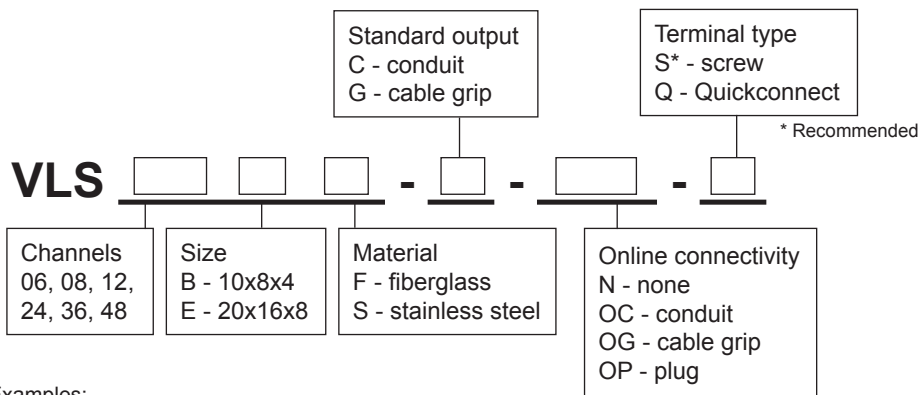 Standard output
C - conduit
G - cable grip
Terminal type
S* - screw
Q - Quickconnect
* Recommended
VLS - - -
Channels
06, 08, 12,
24, 36, 48
Size
B - 10x8x4
E - 20x16x8
Material
F - fiberglass
S - stainless steel
Online connectivity
N - none
OC - conduit
OG - cable grip
OP - plug